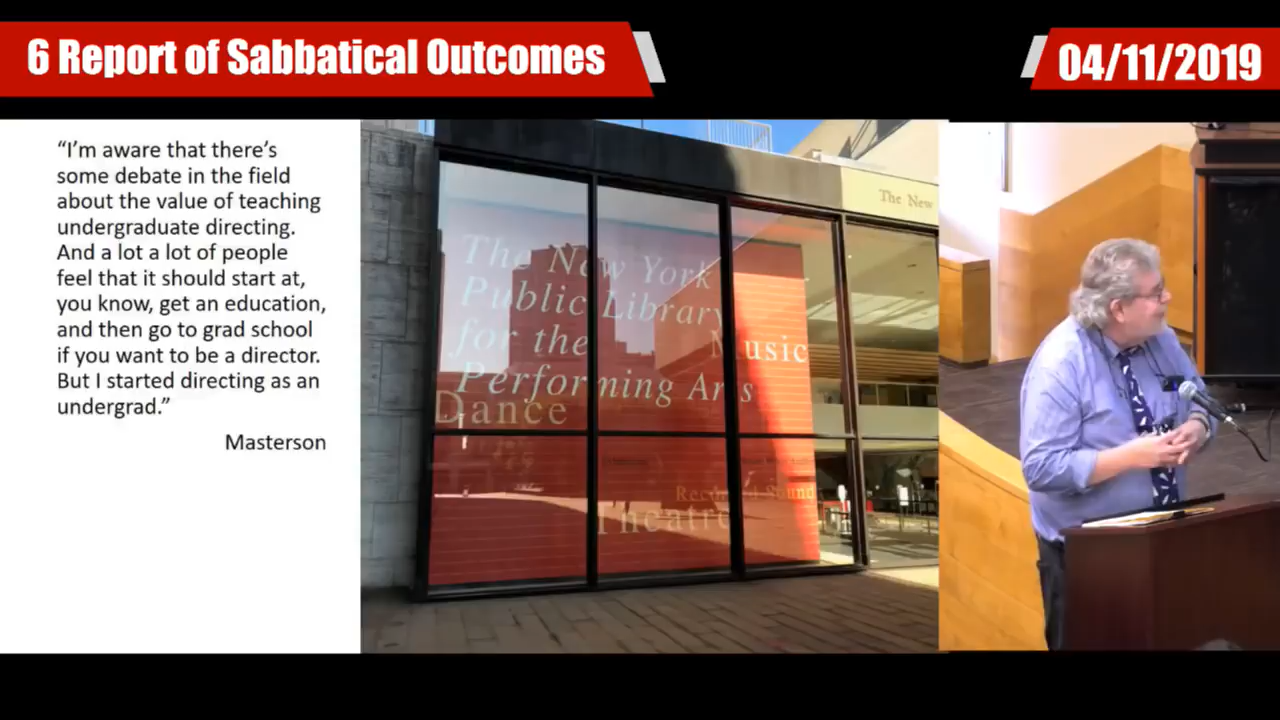 6 Report of Sabbatical Outcomes
04/11/2019
“I’m aware that there’s
some debate in the field
about the value of teaching
undergraduate directing.
And a lot a lot of people
feel that it should start at,
you know, get an education,
and then go to grad school
if you want to be a director.
But I started directing as an
undergrad.”
Masterson
The New
The New York
Public Library
for the
Performing Arts
Music
Dance
Recorded Sound
Theatre